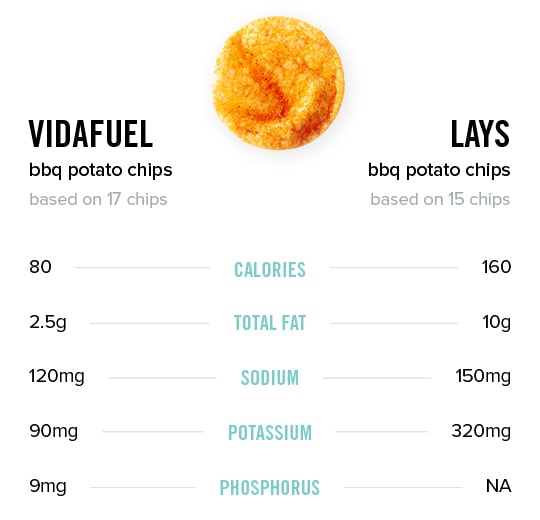 VIDAFUEL
bbq potato chips
based on 17 chips
LAYS
bbq potato chips
based on 15 chips
80 CALORIES 160
2.5g TOTAL FAT 10g
120mg SODIUM 150mg
90mg POTASSIUM 320mg
9mg PHOSPHORUS NA